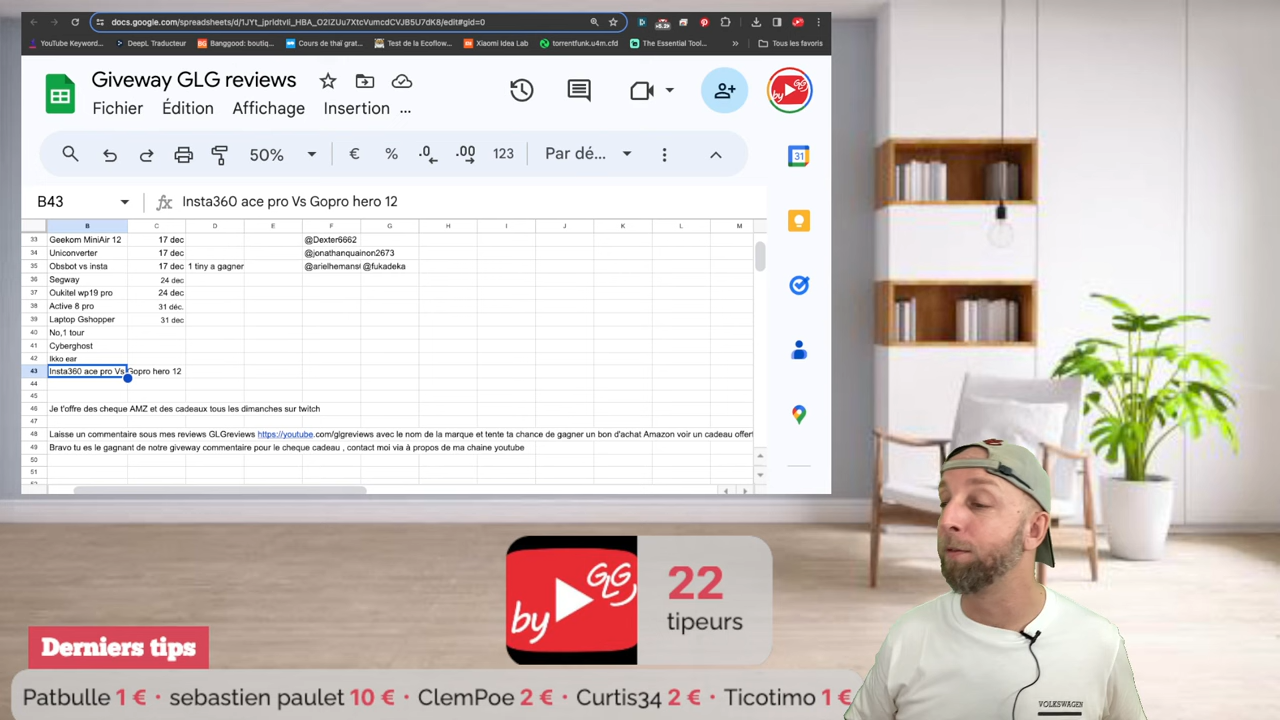 docs.google.com/spreadsheets/d/1JYt_jprIdtvIi_HBA_O2IZUu7XtcVumcdCVJB5U7dK8/edit#gid=0
YouTube Keyword... DeepL Traducteur Banggood: boutiq... Cours de thaï grat... Test de la Ecoflow... Xiaomi Idea Lab torrentfunk.u4m.cfd The Essential Tool... » Tous les favoris
Giveway GLG reviews
Fichier Édition Affichage Insertion ...
50% € % .0 .00 123 Par dé...
31
B43 fx Insta360 ace pro Vs Gopro hero 12
B C D E F G H I J K L M
33 Geekom MiniAir 12 17 dec @Dexter6662
34 Uniconverter 17 dec @jonathanquainon2673
35 Obsbot vs insta 17 dec 1 tiny a gagner @arielhemans @fukadeka
36 Segway 24 dec
37 Oukitel wp19 pro 24 dec
38 Active 8 pro 31 déc.
39 Laptop Gshopper 31 dec
40 No,1 tour
41 Cyberghost
42 Ikko ear
43 Insta360 ace pro Vs Gopro hero 12
44
45
46 Je t'offre des cheque AMZ et des cadeaux tous les dimanches sur twitch
47
48 Laisse un commentaire sous mes reviews GLGreviews https://youtube.com/glgreviews avec le nom de la marque et tente ta chance de gagner un bon d'achat Amazon voir un cadeau offert
49 Bravo tu es le gagnant de notre giveway commentaire pour le cheque cadeau , contact moi via à propos de ma chaine youtube
50
51
by GLG
22
tipeurs
Derniers tips
Patbulle 1 € · sebastien paulet 10 € · ClemPoe 2 € · Curtis34 2 € · Ticotimo 1 €
VOLKSWAGEN